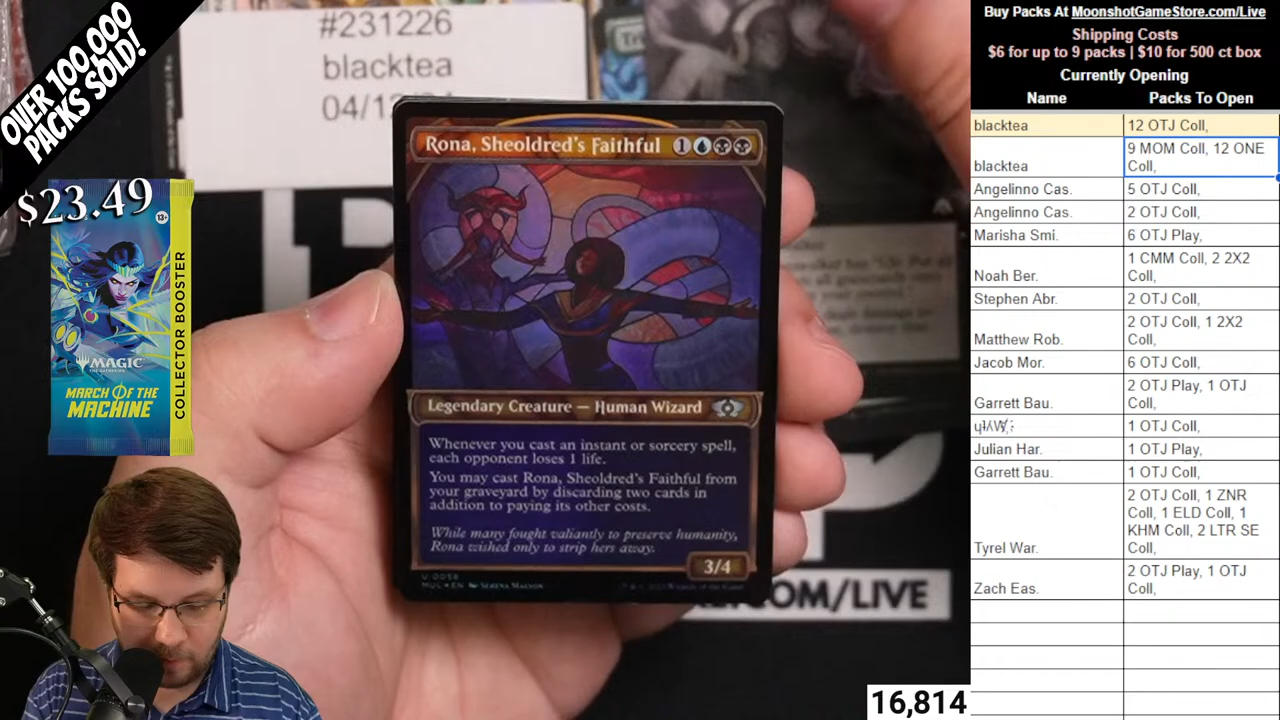 OVER 100,000
PACKS SOLD!
#231226
blacktea
$23.49
13+
MAGIC
THE GATHERING
MARCH OF THE
MACHINE
COLLECTOR BOOSTER
Rona, Sheoldred's Faithful 1
Legendary Creature — Human Wizard
Whenever you cast an instant or sorcery spell,
each opponent loses 1 life.
You may cast Rona, Sheoldred's Faithful from
your graveyard by discarding two cards in
addition to paying its other costs.
While many fought valiantly to preserve humanity,
Rona wished only to strip hers away.
3/4
U 0058
MUL • EN
.COM/LIVE
16,814
Buy Packs At MoonshotGameStore.com/Live
Shipping Costs
$6 for up to 9 packs | $10 for 500 ct box
Currently Opening
Name Packs To Open
blacktea 12 OTJ Coll,
blacktea 9 MOM Coll, 12 ONE
Coll,
Angelinno Cas. 5 OTJ Coll,
Angelinno Cas. 2 OTJ Coll,
Marisha Smi. 6 OTJ Play,
Noah Ber. 1 CMM Coll, 2 2X2
Coll,
Stephen Abr. 2 OTJ Coll,
Matthew Rob. 2 OTJ Coll, 1 2X2
Coll,
Jacob Mor. 6 OTJ Coll,
Garrett Bau. 2 OTJ Play, 1 OTJ
Coll,
1 OTJ Coll,
Julian Har. 1 OTJ Play,
Garrett Bau. 1 OTJ Coll,
Tyrel War. 2 OTJ Coll, 1 ZNR
Coll, 1 ELD Coll, 1
KHM Coll, 2 LTR SE
Coll,
Zach Eas. 2 OTJ Play, 1 OTJ
Coll,